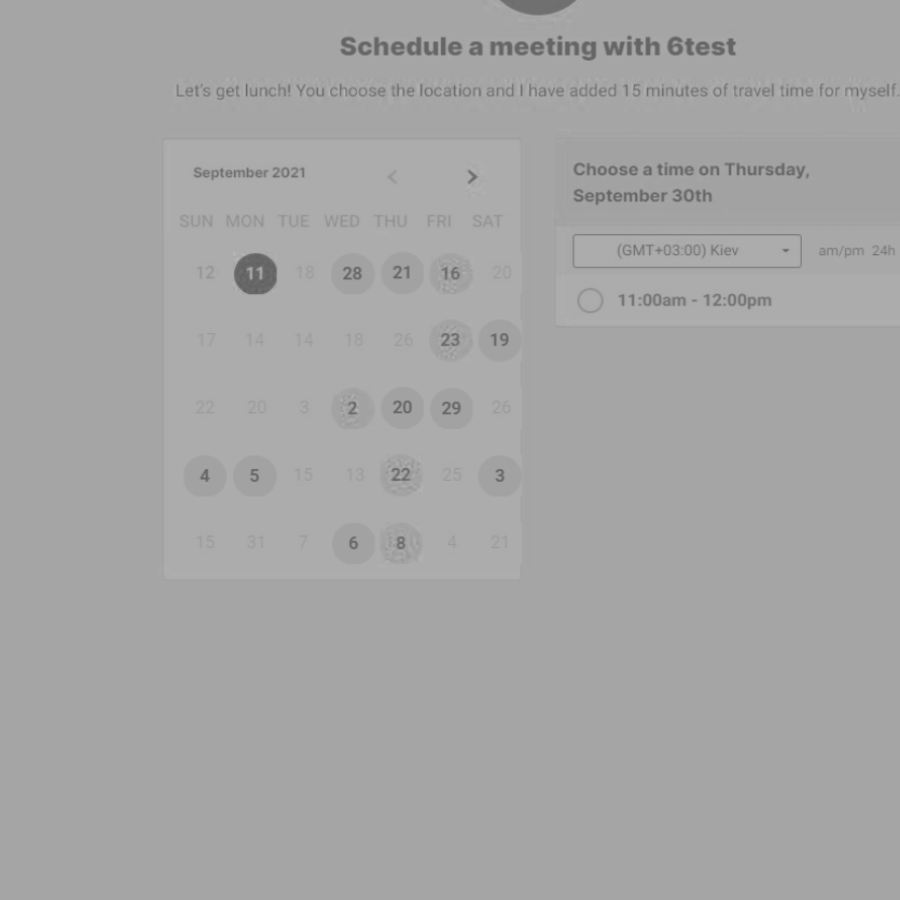 Schedule a meeting with 6test
Let's get lunch! You choose the location and I have added 15 minutes of travel time for myself.
September 2021
SUN MON TUE WED THU FRI SAT
12 11 18 28 21 16 20
17 14 14 18 26 23 19
22 20 3 2 20 29 26
4 5 15 13 22 25 3
15 31 7 6 8 4 21
Choose a time on Thursday,
September 30th
(GMT+03:00) Kiev am/pm 24h
11:00am - 12:00pm